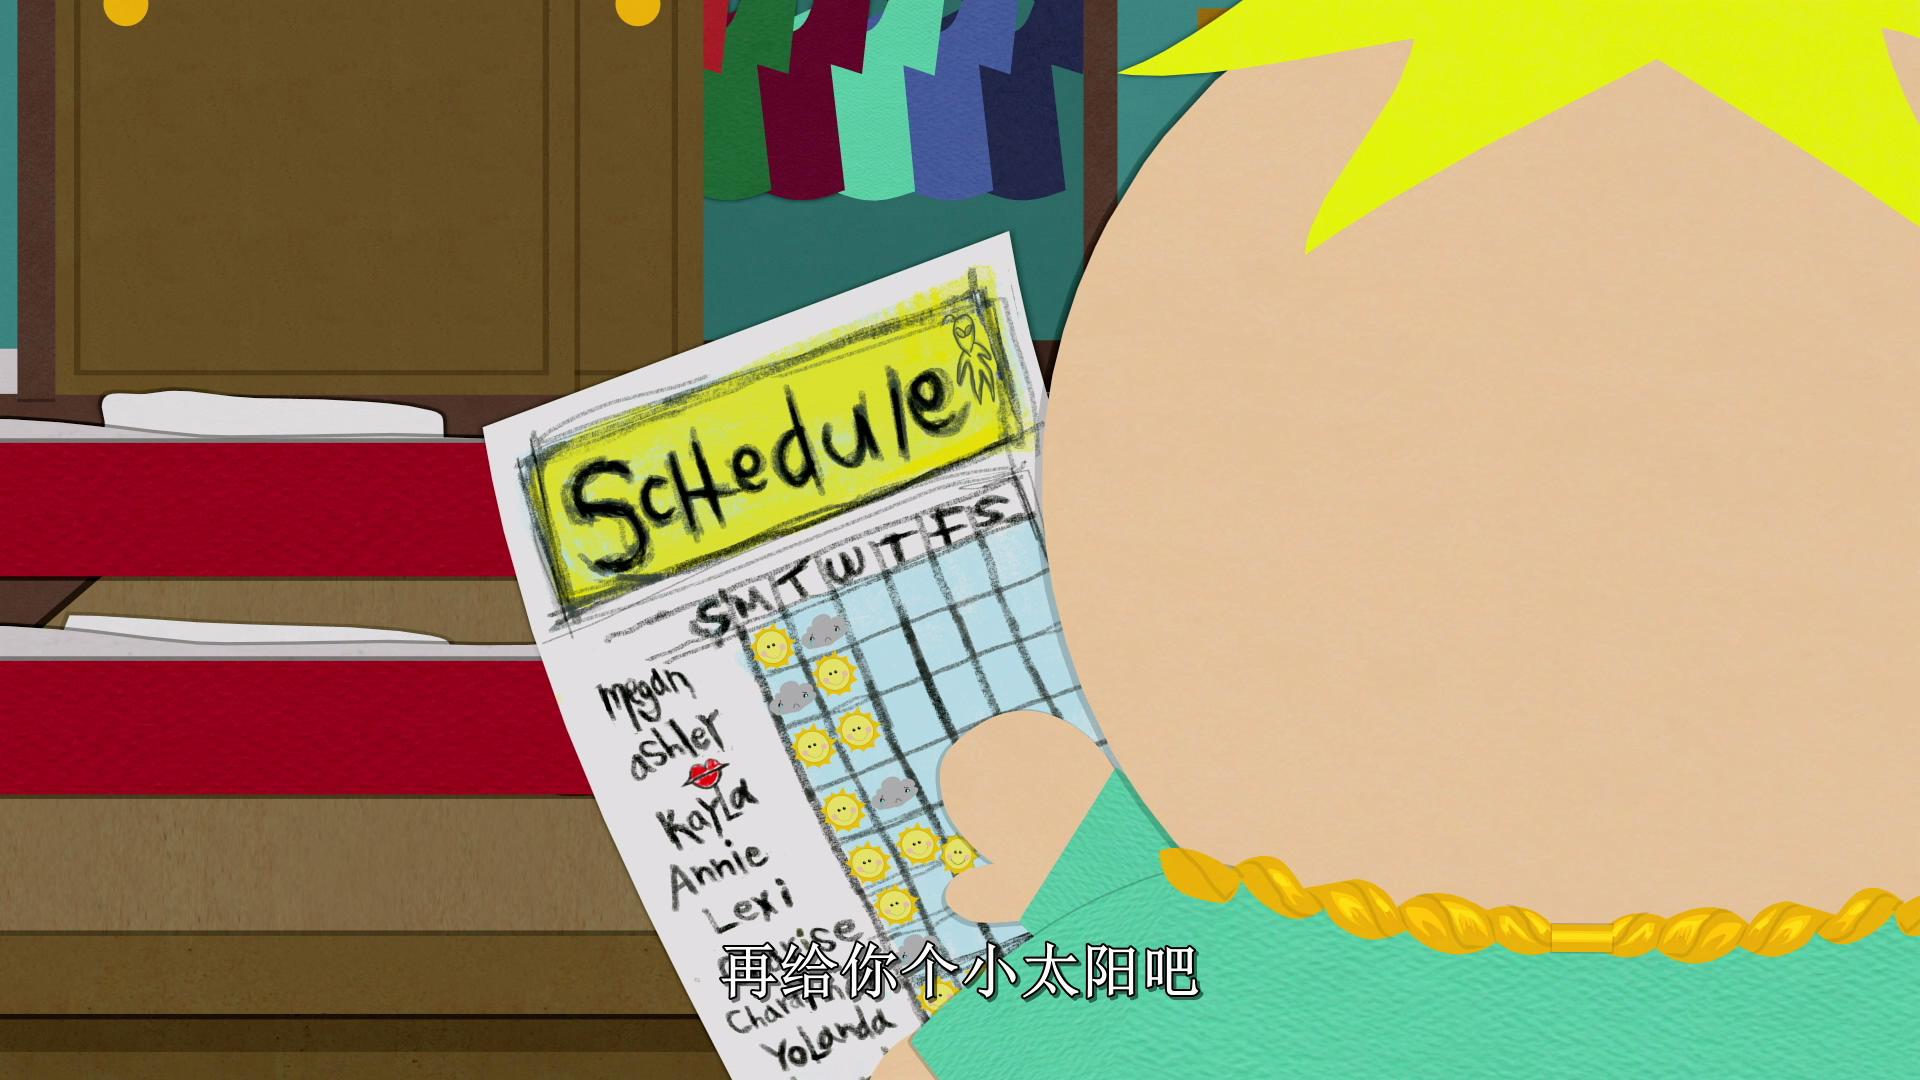 Schedule
S M T W T F S
megan
ashley
Kayla
Annie
Lexi
Yolanda
再给你个小太阳吧